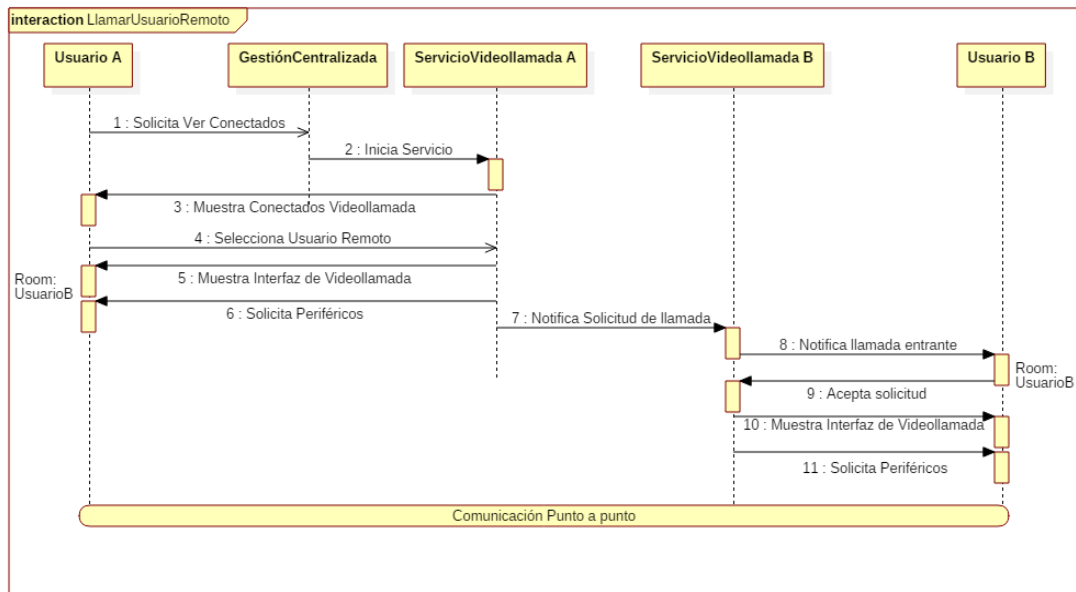 interaction LlamarUsuarioRemoto
Usuario A
GestiónCentralizada
ServicioVideollamada A
ServicioVideollamada B
Usuario B
1 : Solicita Ver Conectados
2 : Inicia Servicio
3 : Muestra Conectados Videollamada
4 : Selecciona Usuario Remoto
Room:
UsuarioB
5 : Muestra Interfaz de Videollamada
6 : Solicita Periféricos
7 : Notifica Solicitud de llamada
8 : Notifica llamada entrante
Room:
UsuarioB
9 : Acepta solicitud
10 : Muestra Interfaz de Videollamada
11 : Solicita Periféricos
Comunicación Punto a punto